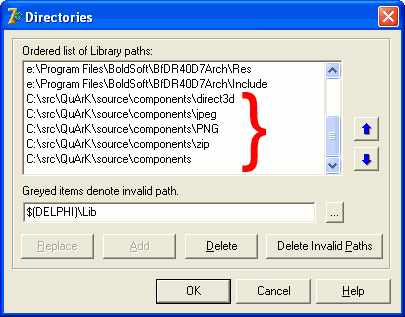 Directories
Ordered list of Library paths:
e:\Program Files\BoldSoft\BfDR40D7Arch\Res
e:\Program Files\BoldSoft\BfDR40D7Arch\Include
C:\src\QuArK\source\components\direct3d
C:\src\QuArK\source\components\jpeg
C:\src\QuArK\source\components\PNG
C:\src\QuArK\source\components\zip
C:\src\QuArK\source\components
Greyed items denote invalid path.
$(DELPHI)\Lib
...
Replace Add Delete Delete Invalid Paths
OK Cancel Help